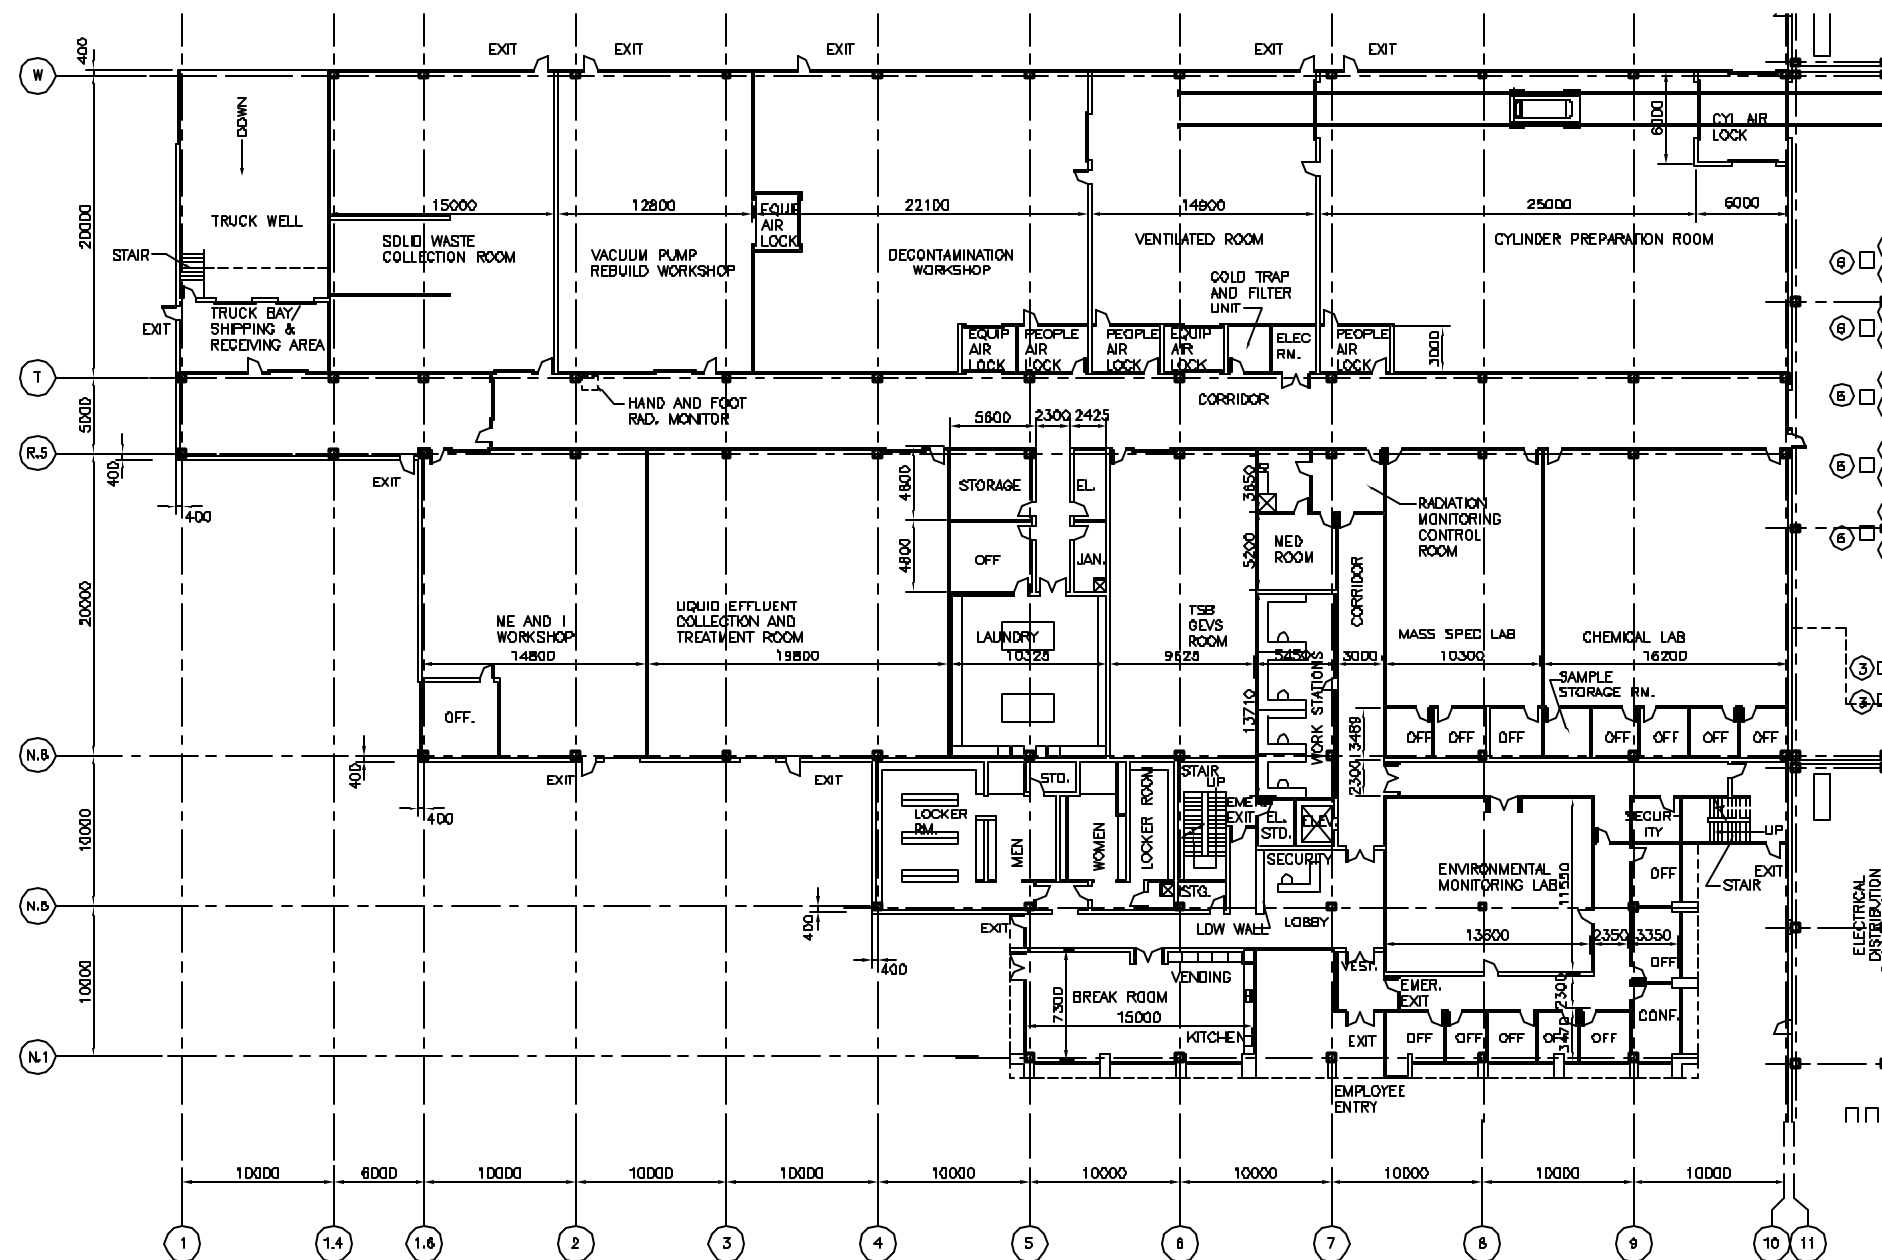 EXIT
EXIT
EXIT
EXIT
EXIT
400
W
DOWN
6000
CYL AIR
LOCK
20000
TRUCK WELL
15000
12800
EQUIP
AIR
LOCK
22100
14900
25000
6000
STAIR
SOLID WASTE
COLLECTION ROOM
VACUUM PUMP
REBUILD WORKSHOP
DECONTAMINATION
WORKSHOP
VENTILATED ROOM
CYLINDER PREPARATION ROOM
COLD TRAP
AND FILTER
UNIT
EXIT
TRUCK BAY/
SHIPPING &
RECEIVING AREA
EQUIP
AIR
LOCK
PEOPLE
AIR
LOCK
PEOPLE
AIR
LOCK
EQUIP
AIR
LOCK
ELEC
RM.
PEOPLE
AIR
LOCK
3000
T
5000
HAND AND FOOT
RAD. MONITOR
CORRIDOR
5600
2300
2425
R.5
400
400
EXIT
4800
STORAGE
EL.
3650
RADIATION
MONITORING
CONTROL
ROOM
4800
OFF
JAN.
5200
MED
ROOM
CORRIDOR
20000
ME AND I
WORKSHOP
LIQUID EFFLUENT
COLLECTION AND
TREATMENT ROOM
LAUNDRY
TSB
GEVS
ROOM
MASS SPEC LAB
CHEMICAL LAB
14800
19800
10325
9625
5450
3000
10300
16200
WORK STATIONS
13710
SAMPLE
STORAGE RM.
OFF.
3489
OFF
OFF
OFF
OFF
OFF
OFF
OFF
N.8
400
400
EXIT
EXIT
STO.
STAIR
UP
2300
10000
LOCKER
RM.
MEN
WOMEN
LOCKER ROOM
EMER
EXIT
EL.
STO.
ELEV.
SECURITY
SECUR-
ITY
UP
EXIT
STAIR
ENVIRONMENTAL
MONITORING LAB
11550
OFF
STG.
N.5
400
400
EXIT
LOW WALL
LOBBY
13600
2350
3350
ELECTRICAL
DISTRIBUTION
10000
VEST.
VENDING
BREAK ROOM
7300
15000
KITCHEN
EMER.
EXIT
2300
OFF
CONF.
N.1
EXIT
OFF
OFF
OFF
OFF
OFF
3470
EMPLOYEE
ENTRY
6
6
6
6
6
3
3
10000
6000
10000
10000
10000
10000
10000
10000
10000
10000
10000
1
1.4
1.6
2
3
4
5
6
7
8
9
10
11